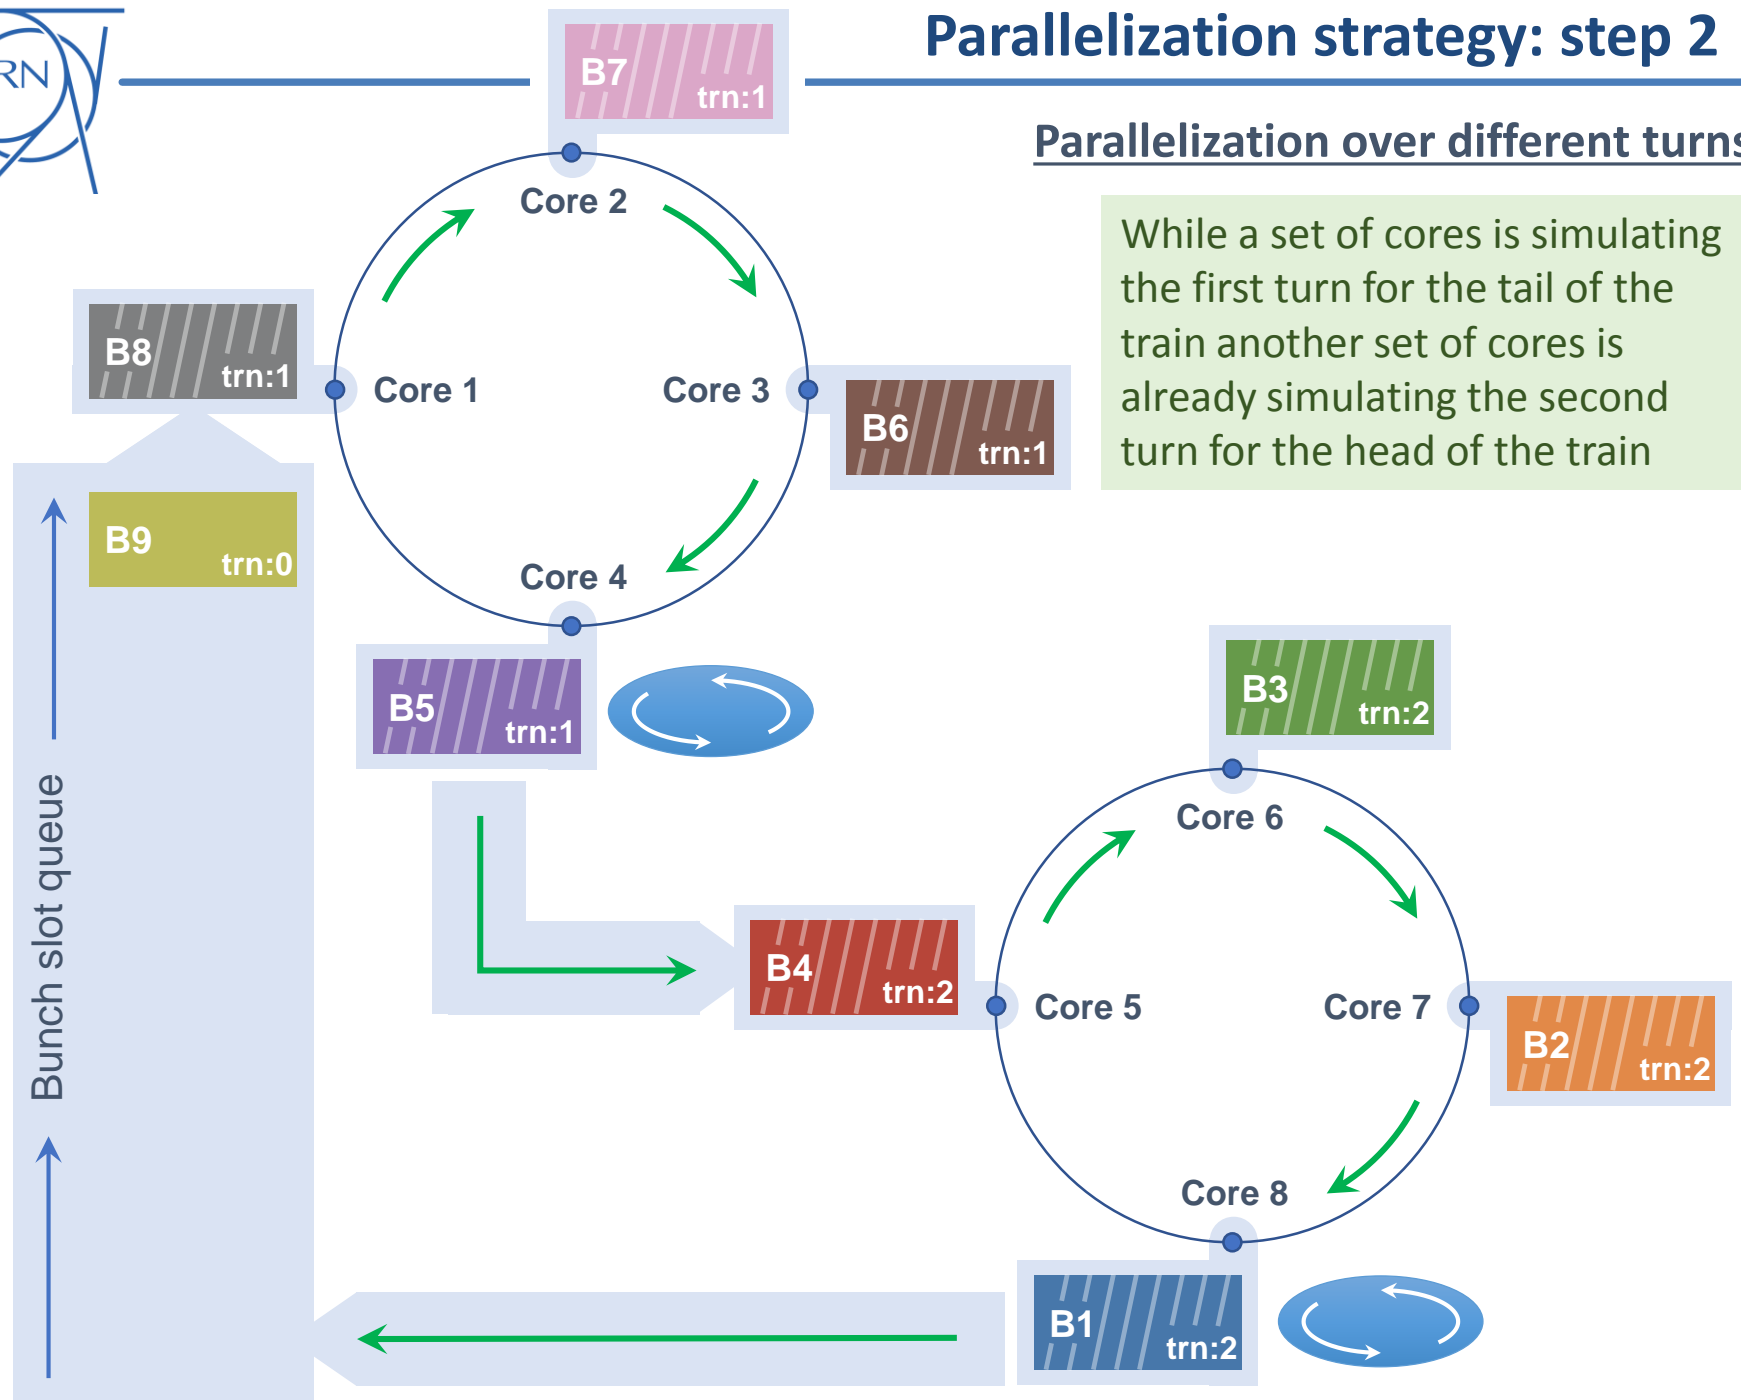 RN
Parallelization strategy: step 2
Parallelization over different turns
While a set of cores is simulating
the first turn for the tail of the
train another set of cores is
already simulating the second
turn for the head of the train
B7
trn:1
Core 2
B8
trn:1
Core 1
Core 3
B6
trn:1
B9
trn:0
Core 4
B5
trn:1
Bunch slot queue
B3
trn:2
Core 6
B4
trn:2
Core 5
Core 7
B2
trn:2
Core 8
B1
trn:2